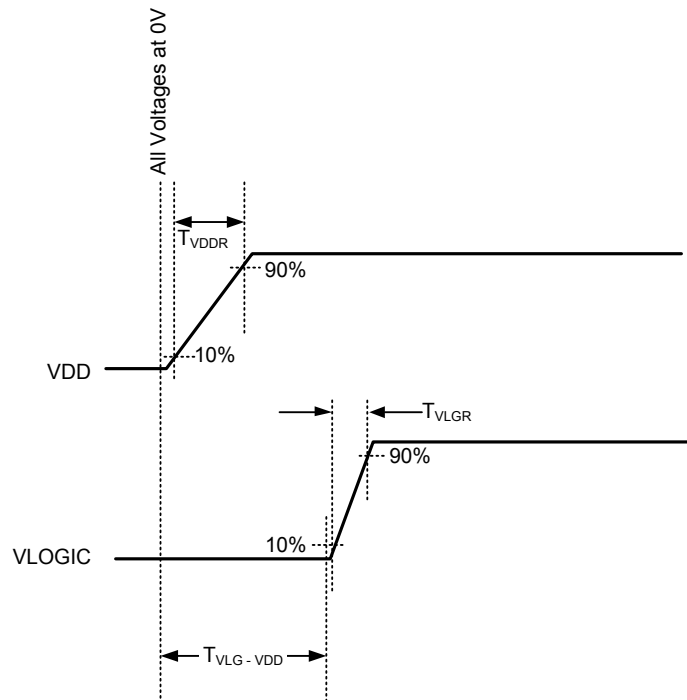 All Voltages at 0V
TVDDR
90%
10%
VDD
TVLGR
90%
10%
VLOGIC
TVLG - VDD